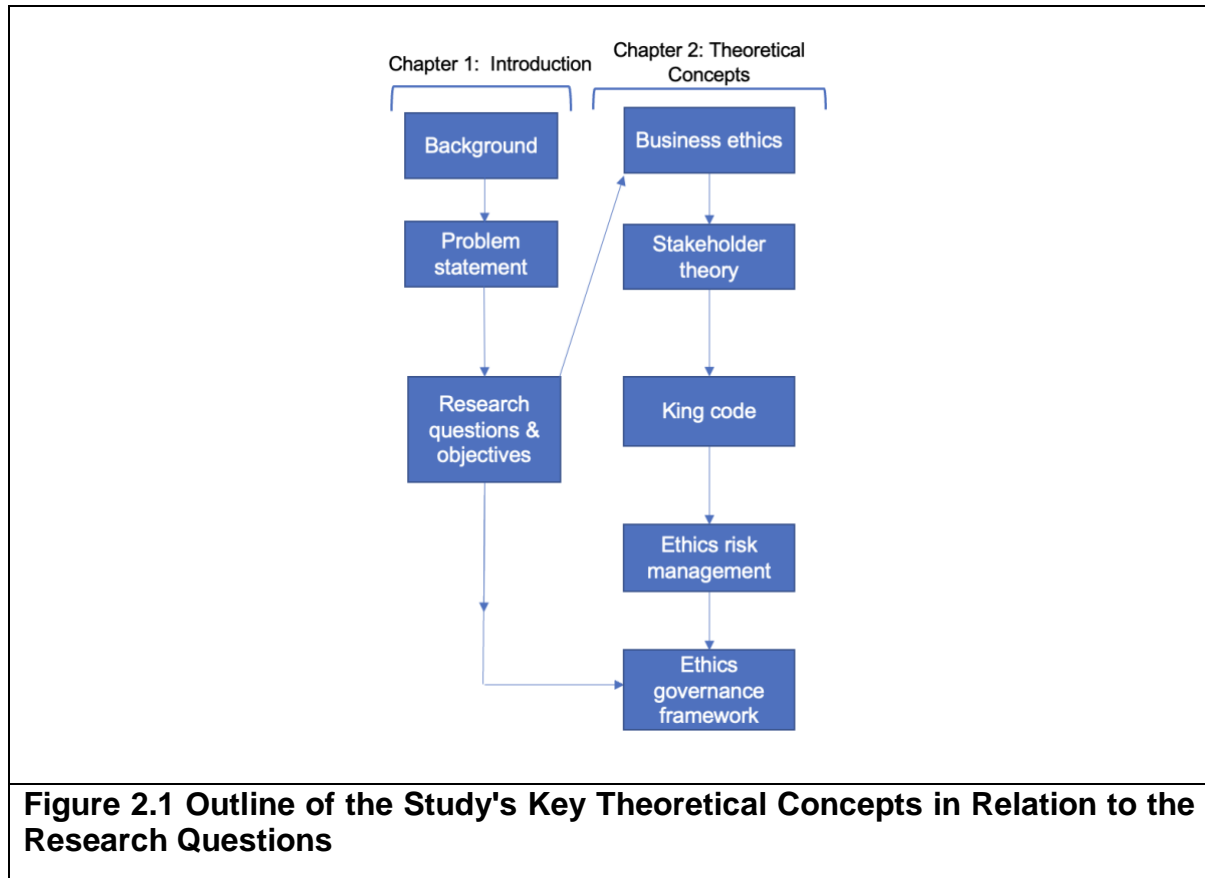 Chapter 1:  Introduction
Background
Problem
statement
Research
questions &
objectives
Chapter 2: Theoretical
Concepts
Business ethics
Stakeholder
theory
King code
Ethics risk
management
Ethics
governance
framework
Figure 2.1 Outline of the Study's Key Theoretical Concepts in Relation to the
Research Questions